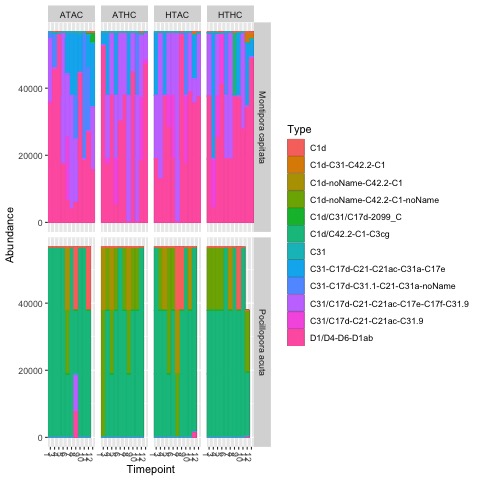 ATAC ATHC HTAC HTHC
Montipora capitata
Pocillopora acuta
40000
20000
0
40000
20000
0
Abundance
Timepoint
Type
C1d
C1d-C31-C42.2-C1
C1d-noName-C42.2-C1
C1d-noName-C42.2-C1-noName
C1d/C31/C17d-2099_C
C1d/C42.2-C1-C3cg
C31
C31-C17d-C21-C21ac-C31a-C17e
C31-C17d-C31.1-C21-C31a-noName
C31/C17d-C21-C21ac-C17e-C17f-C31.9
C31/C17d-C21-C21ac-C31.9
D1/D4-D6-D1ab